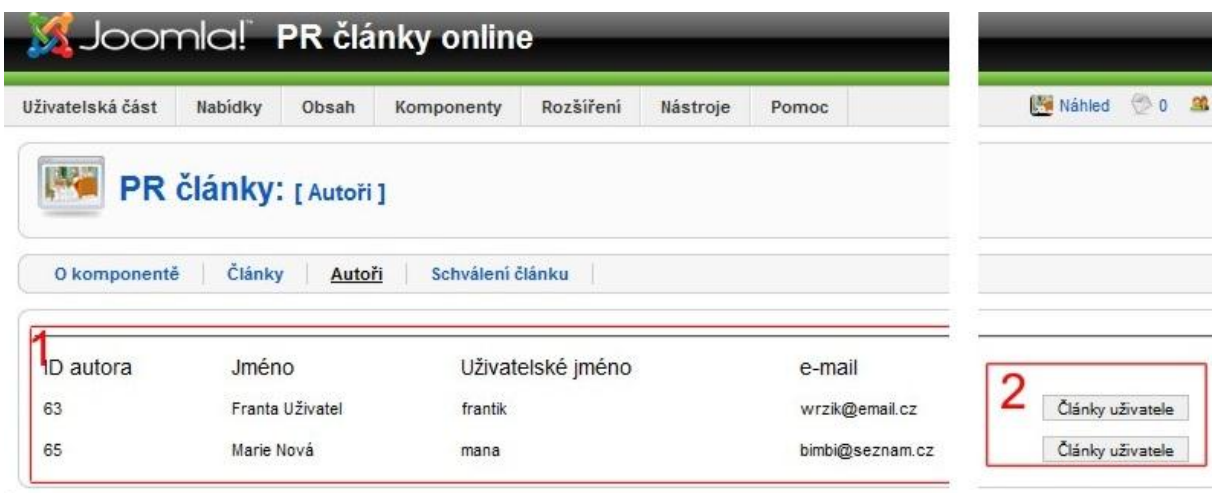 Joomla! PR články online
Uživatelská část Nabídky Obsah Komponenty Rozšíření Nástroje Pomoc Náhled 0
PR články: [ Autoři ]
O komponentě Články Autoři Schválení článku
1
ID autora Jméno Uživatelské jméno e-mail
2
63 Franta Uživatel frantik wrzik@email.cz Články uživatele
65 Marie Nová mana bimbi@seznam.cz Články uživatele